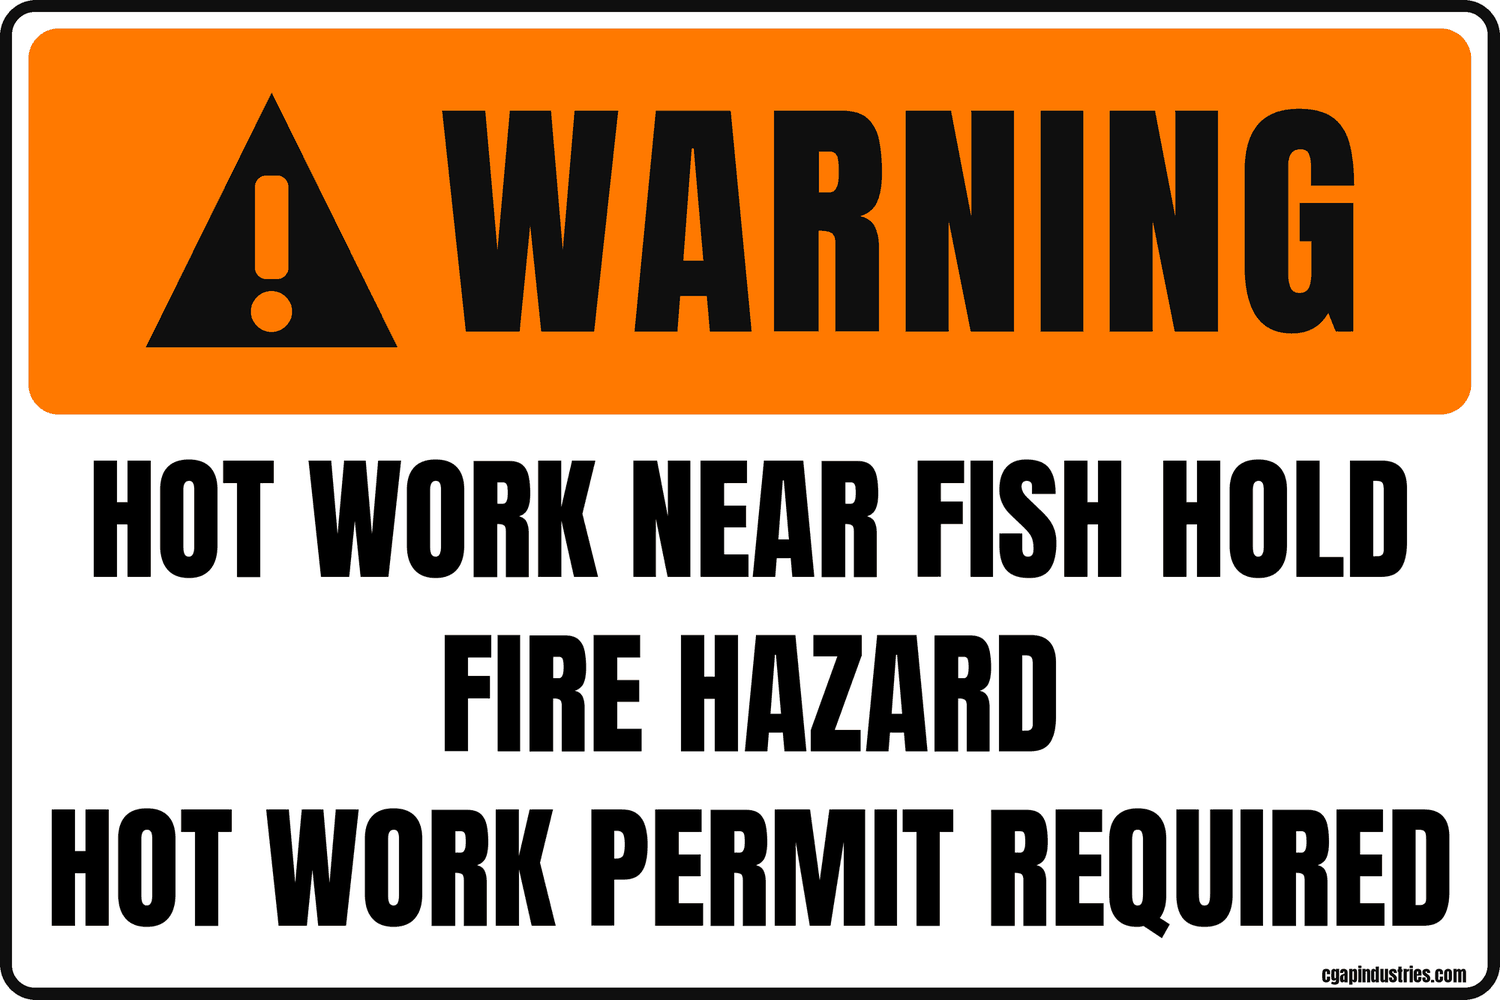 WARNING
HOT WORK NEAR FISH HOLD
FIRE HAZARD
HOT WORK PERMIT REQUIRED
cgapindustries.com